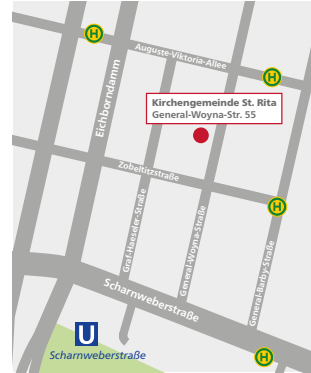 H
Auguste-Viktoria-Allee
H
Eichborndamm
Kirchengemeinde St. Rita
General-Woyna-Str. 55
Zobeltitzstraße
H
Graf-Haeseler-Straße
General-Woyna-Straße
General-Barby-Straße
Scharnweberstraße
U
Scharnweberstraße
H